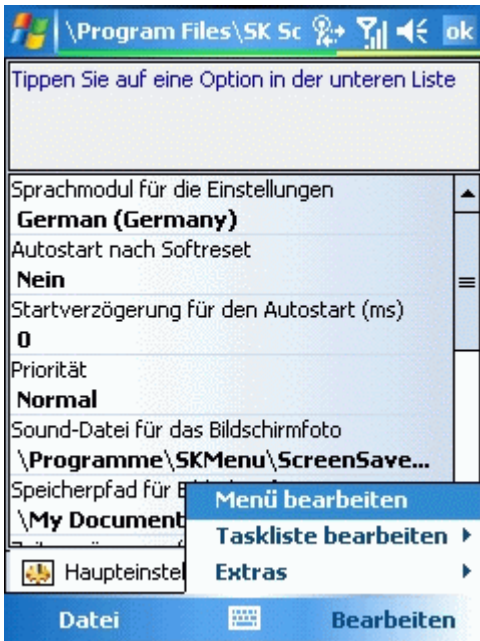 \Program Files\SK Sc
ok
Tippen Sie auf eine Option in der unteren Liste
Sprachmodul für die Einstellungen
German (Germany)
Autostart nach Softreset
Nein
Startverzögerung für den Autostart (ms)
0
Priorität
Normal
Sound-Datei für das Bildschirmfoto
\Programme\SKMenu\ScreenSave...
Speicherpfad für
\My Document
Haupteinstel
Menü bearbeiten
Taskliste bearbeiten
Extras
Datei
Bearbeiten